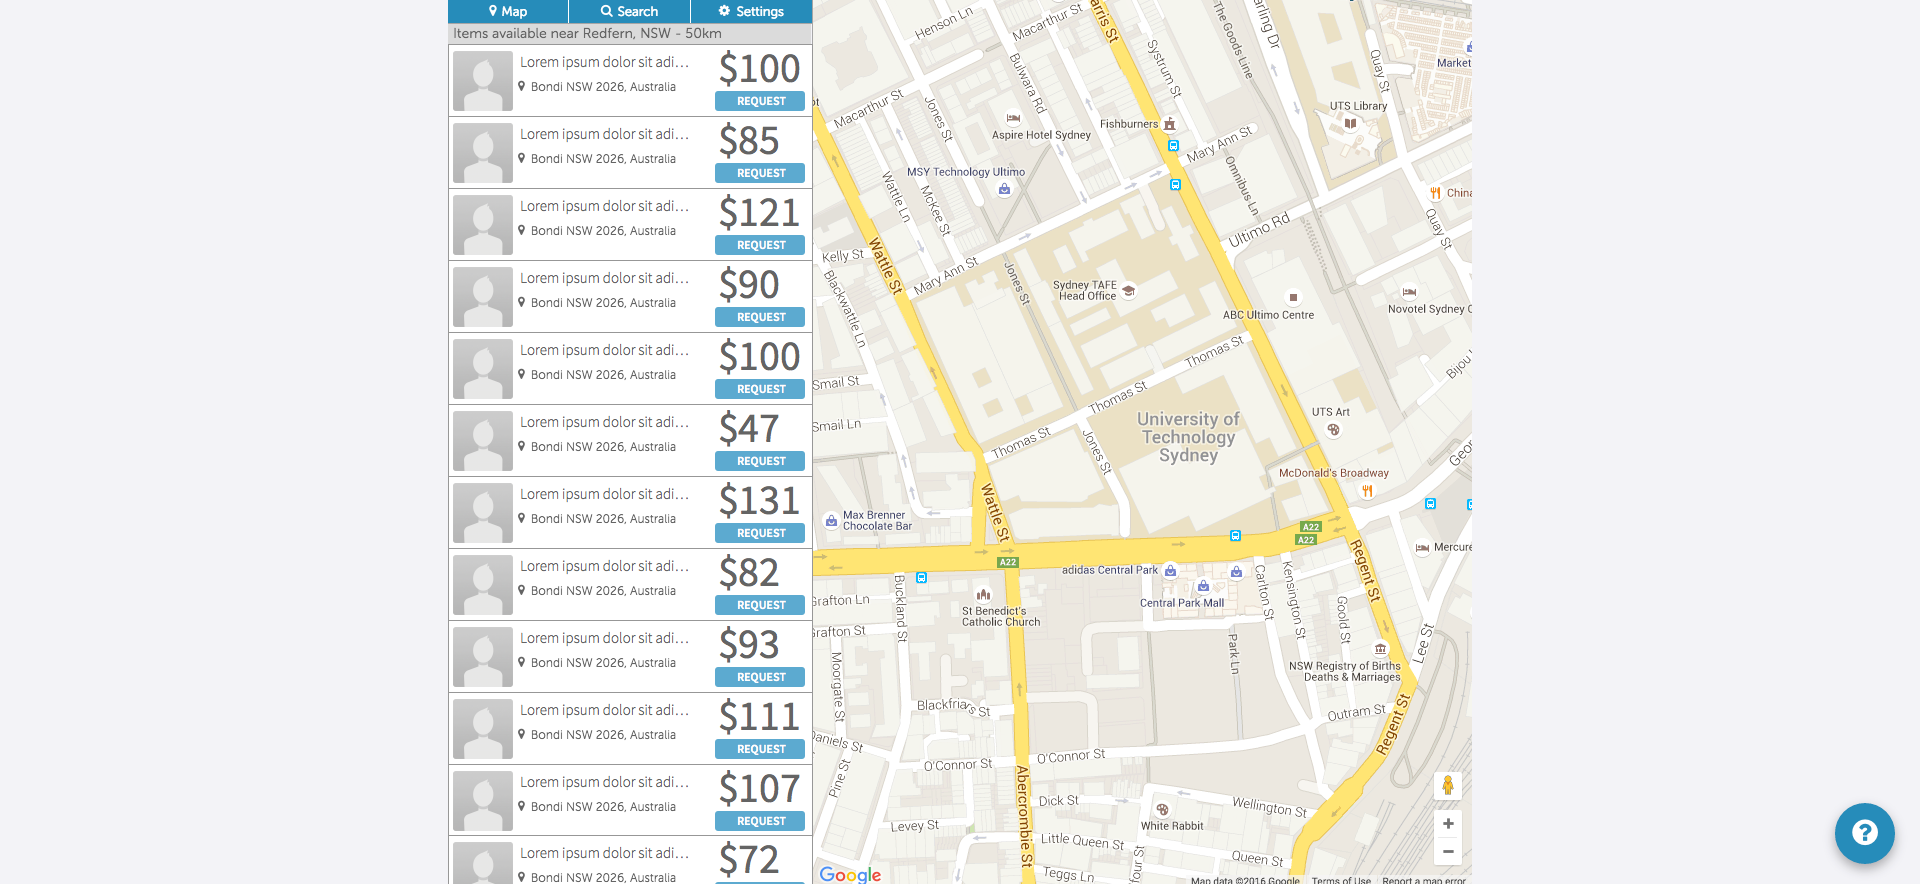 Map
Search
Settings
Items available near Redfern, NSW - 50km
Lorem ipsum dolor sit adi...
Bondi NSW 2026, Australia
$100
REQUEST
Lorem ipsum dolor sit adi...
Bondi NSW 2026, Australia
$85
REQUEST
Lorem ipsum dolor sit adi...
Bondi NSW 2026, Australia
$121
REQUEST
Lorem ipsum dolor sit adi...
Bondi NSW 2026, Australia
$90
REQUEST
Lorem ipsum dolor sit adi...
Bondi NSW 2026, Australia
$100
REQUEST
Lorem ipsum dolor sit adi...
Bondi NSW 2026, Australia
$47
REQUEST
Lorem ipsum dolor sit adi...
Bondi NSW 2026, Australia
$131
REQUEST
Lorem ipsum dolor sit adi...
Bondi NSW 2026, Australia
$82
REQUEST
Lorem ipsum dolor sit adi...
Bondi NSW 2026, Australia
$93
REQUEST
Lorem ipsum dolor sit adi...
Bondi NSW 2026, Australia
$111
REQUEST
Lorem ipsum dolor sit adi...
Bondi NSW 2026, Australia
$107
REQUEST
Lorem ipsum dolor sit adi...
Bondi NSW 2026, Australia
$72
Henson Ln
Macarthur St
arris St
The Goods Line
arling Dr
Systrum St
Quay St
Market
Bulwara Rd
Macarthur St
Jones St
Aspire Hotel Sydney
Fishburners
UTS Library
Mary Ann St
MSY Technology Ultimo
Wattle Ln
McKee St
Omnibus Ln
China
Quay St
Ultimo Rd
Kelly St
Wattle St
Mary Ann St
Jones St
Blackwattle Ln
Sydney TAFE
Head Office
ABC Ultimo Centre
Novotel Sydney C
Thomas St
Bijou
Smail St
Thomas St
Smail Ln
Thomas St
Jones St
University of
Technology
Sydney
UTS Art
McDonald's Broadway
Geor
Wattle St
Max Brenner
Chocolate Bar
A22
A22
A22
Regent St
Mercure
adidas Central Park
Central Park Mall
Carlton St
Kensington St
Goold St
Buckland St
Grafton Ln
St Benedict's
Catholic Church
Grafton St
Park Ln
Lee St
NSW Registry of Births
Deaths & Marriages
Moorgate St
Blackfriars St
Outram St
Regent St
Daniels St
O'Connor St
O'Connor St
Pine St
Abercrombie St
Dick St
Wellington St
White Rabbit
Levey St
Little Queen St
Queen St
four St
Teggs Ln
+
−
?
Google
Map data ©2016 Google
Terms of Use
Report a map error